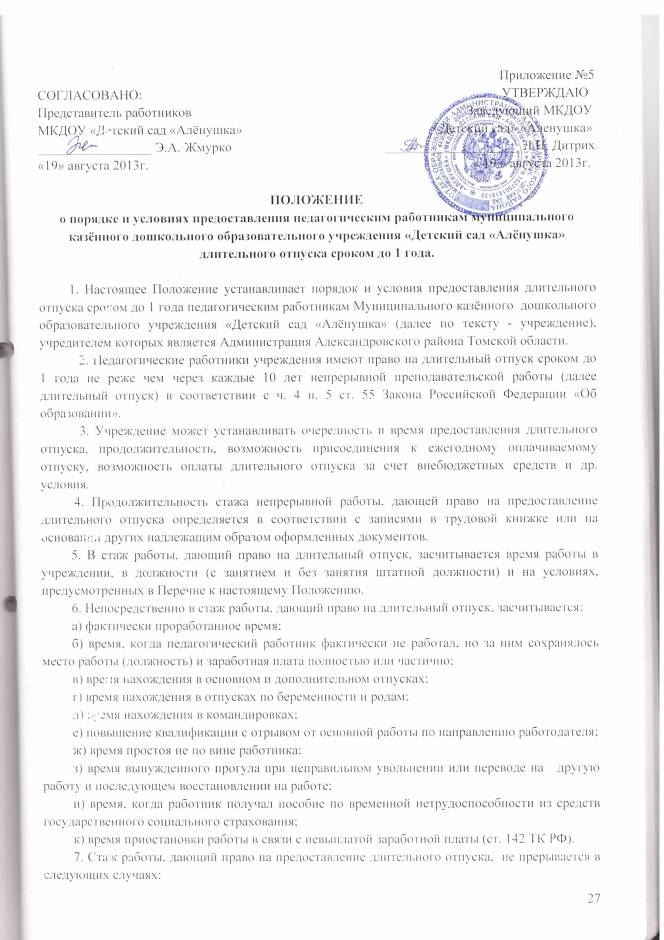 Приложение №5
СОГЛАСОВАНО: УТВЕРЖДАЮ
Представитель работников Заведующий МКДОУ
МКДОУ «Детский сад «Алёнушка» «Детский сад» «Аленушка»
Э.А. Жмурко Дитрих
«19» августа 2013г. «19» августа 2013г.
ПОЛОЖЕНИЕ
о порядке и условиях предоставления педагогическим работникам муниципального
казённого дошкольного образовательного учреждения «Детский сад «Алёнушка»
длительного отпуска сроком до 1 года.
1. Настоящее Положение устанавливает порядок и условия предоставления длительного
отпуска сроком до 1 года педагогическим работникам Муниципального казённого дошкольного
образовательного учреждения «Детский сад «Алёнушка» (далее по тексту - учреждение),
учредителем которых является Администрация Александровского района Томской области.
2. Педагогические работники учреждения имеют право на длительный отпуск сроком до
1 года не реже чем через каждые 10 лет непрерывной преподавательской работы (далее
длительный отпуск) в соответствии с ч. 4 п. 5 ст. 55 Закона Российской Федерации «Об
образовании».
3. Учреждение может устанавливать очередность и время предоставления длительного
отпуска, продолжительность, возможность присоединения к ежегодному оплачиваемому
отпуску, возможность оплаты длительного отпуска за счет внебюджетных средств и др.
условия.
4. Продолжительность стажа непрерывной работы, дающей право на предоставление
длительного отпуска определяется в соответствии с записями в трудовой книжке или на
основании других надлежащим образом оформленных документов.
5. В стаж работы, дающий право на длительный отпуск, засчитывается время работы в
учреждении, в должности (с занятием и без занятия штатной должности) и на условиях,
предусмотренных в Перечне к настоящему Положению.
6. Непосредственно в стаж работы, дающий право на длительный отпуск, засчитывается:
а) фактически проработанное время;
б) время, когда педагогический работник фактически не работал, но за ним сохранялось
место работы (должность) и заработная плата полностью или частично;
в) время нахождения в основном и дополнительном отпусках;
г) время нахождения в отпусках по беременности и родам;
д) время нахождения в командировках;
е) повышение квалификации с отрывом от основной работы по направлению работодателя;
ж) время простоя не по вине работника;
з) время вынужденного прогула при неправильном увольнении или переводе на другую
работу и последующем восстановлении на работе;
и) время, когда работник получал пособие по временной нетрудоспособности из средств
государственного социального страхования;
к) время приостановки работы в связи с невыплатой заработной платы (ст. 142 ТК РФ).
7. Стаж работы, дающий право на предоставление длительного отпуска, не прерывается в
следующих случаях:
27